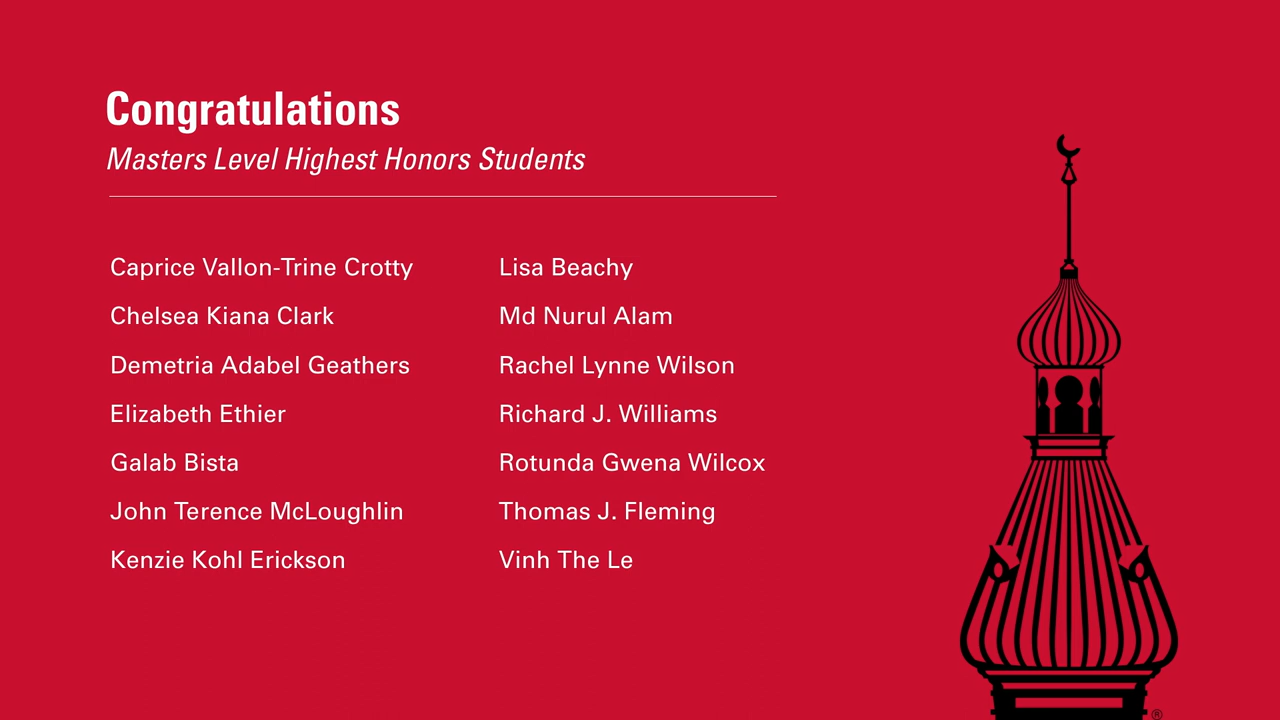 Congratulations
Masters Level Highest Honors Students
Caprice Vallon-Trine Crotty
Chelsea Kiana Clark
Demetria Adabel Geathers
Elizabeth Ethier
Galab Bista
John Terence McLoughlin
Kenzie Kohl Erickson
Lisa Beachy
Md Nurul Alam
Rachel Lynne Wilson
Richard J. Williams
Rotunda Gwena Wilcox
Thomas J. Fleming
Vinh The Le
®